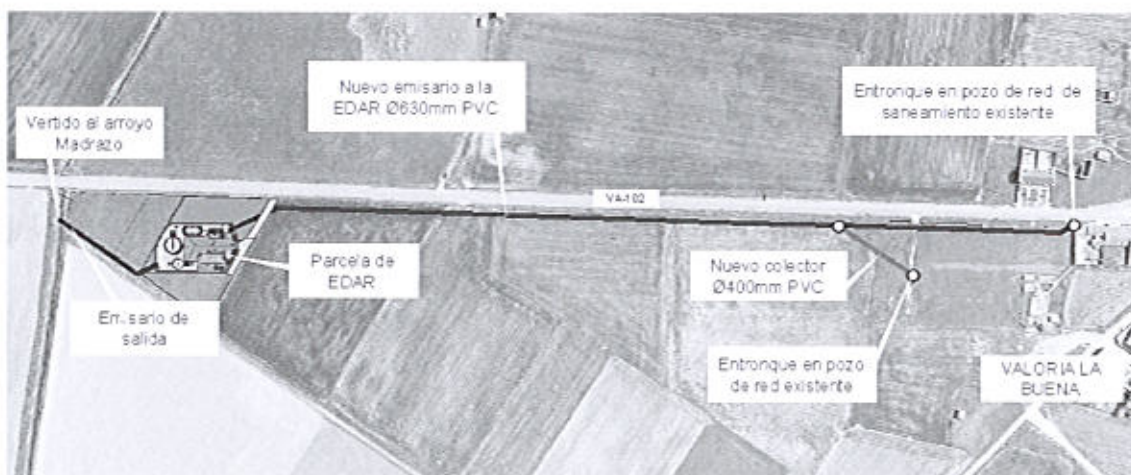 Nuevo emisario a la
EDAR Ø630mm PVC
Entronque en pozo de red de
saneamiento existente
Vertido al arroyo
Madrazo
VA-102
Parcela de
EDAR
Nuevo colector
Ø400mm PVC
Emisario de
salida
Entronque en pozo
de red existente
VALORIA LA
BUENA